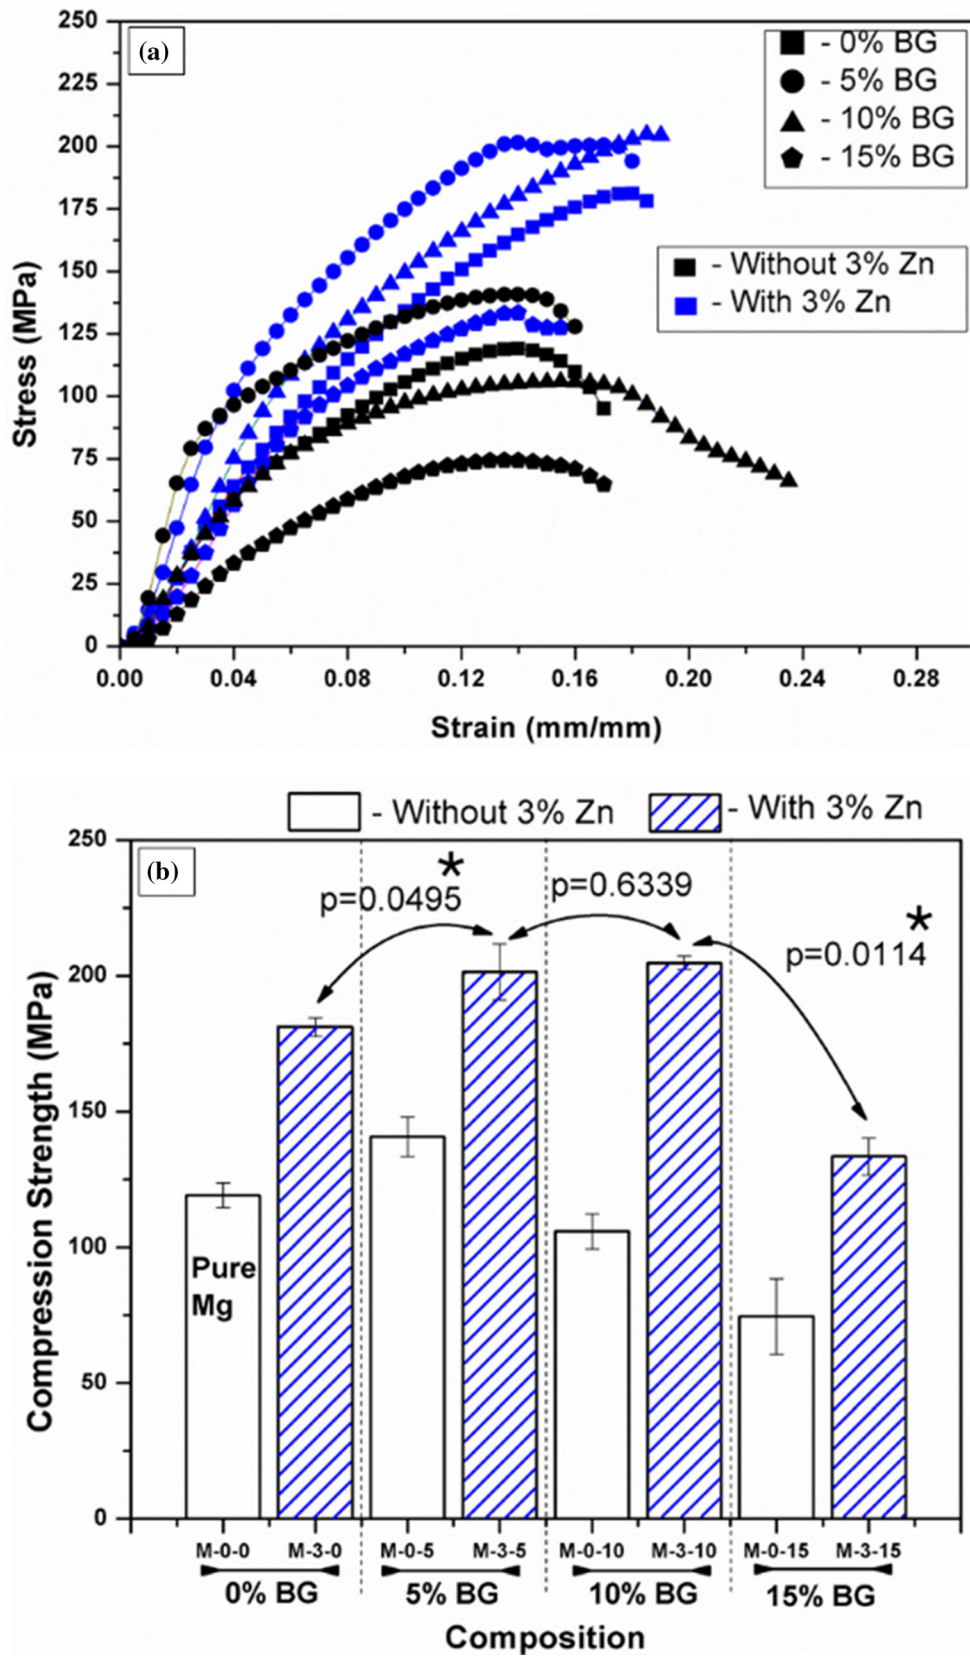 (a)
250
225
200
175
150
125
100
75
50
25
0
Stress (MPa)
- 0% BG
- 5% BG
- 10% BG
- 15% BG
- Without 3% Zn
- With 3% Zn
0.00 0.04 0.08 0.12 0.16 0.20 0.24 0.28
Strain (mm/mm)
- Without 3% Zn - With 3% Zn
(b)
250
200
150
100
50
0
Compression Strength (MPa)
*
p=0.0495
p=0.6339
*
p=0.0114
Pure
Mg
M-0-0 M-3-0 M-0-5 M-3-5 M-0-10 M-3-10 M-0-15 M-3-15
0% BG 5% BG 10% BG 15% BG
Composition